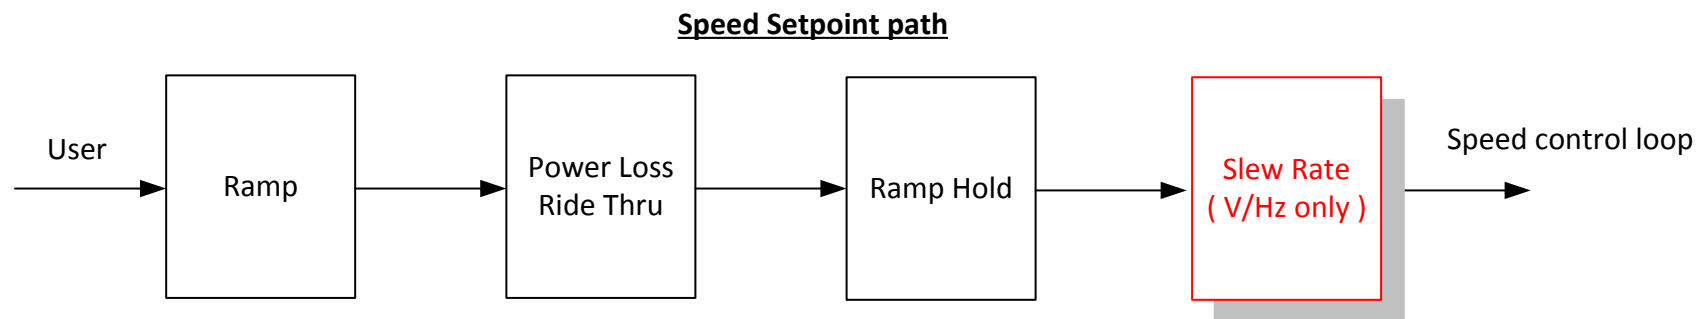 Speed Setpoint path
User
Ramp
Power Loss
Ride Thru
Ramp Hold
Slew Rate
( V/Hz only )
Speed control loop